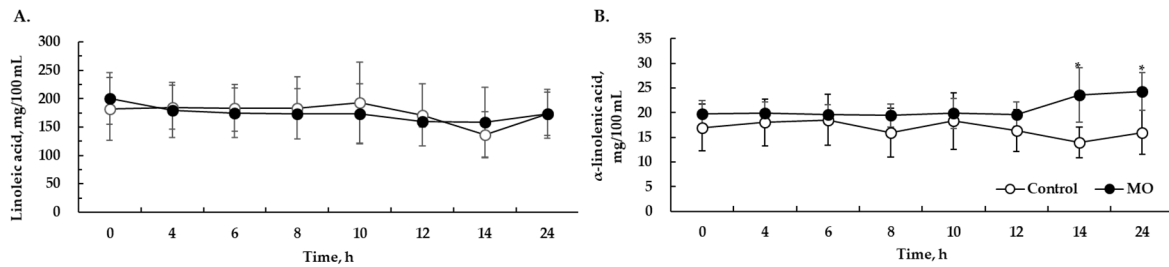 A.
Linoleic acid, mg/100 mL
300
250
200
150
100
50
0
0 4 6 8 10 12 14 24
Time, h
B.
α-linolenic acid,
mg/100 mL
35
30
25
20
15
10
5
0
* *
Control MO
0 4 6 8 10 12 14 24
Time, h